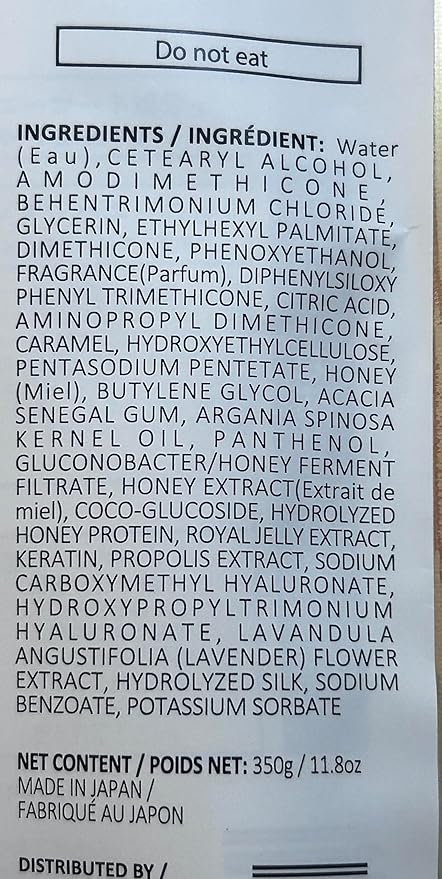 Do not eat
INGREDIENTS / INGRÉDIENT: Water
(Eau), CETEARYL ALCOHOL,
AMODIMETHICONE,
BEHENTRIMONIUM CHLORIDE,
GLYCERIN, ETHYLHEXYL PALMITATE,
DIMETHICONE, PHENOXYETHANOL,
FRAGRANCE(Parfum), DIPHENYLSILOXY
PHENYL TRIMETHICONE, CITRIC ACID,
AMINOPROPYL DIMETHICONE,
CARAMEL, HYDROXYETHYLCELLULOSE,
PENTASODIUM PENTETATE, HONEY
(Miel), BUTYLENE GLYCOL, ACACIA
SENEGAL GUM, ARGANIA SPINOSA
KERNEL OIL, PANTHENOL,
GLUCONOBACTER/HONEY FERMENT
FILTRATE, HONEY EXTRACT(Extrait de
miel), COCO-GLUCOSIDE, HYDROLYZED
HONEY PROTEIN, ROYAL JELLY EXTRACT,
KERATIN, PROPOLIS EXTRACT, SODIUM
CARBOXYMETHYL HYALURONATE,
HYDROXYPROPYLTRIMONIUM
HYALURONATE, LAVANDULA
ANGUSTIFOLIA (LAVENDER) FLOWER
EXTRACT, HYDROLYZED SILK, SODIUM
BENZOATE, POTASSIUM SORBATE
NET CONTENT / POIDS NET: 350g / 11.8oz
MADE IN JAPAN /
FABRIQUÉ AU JAPON
DISTRIBUTED BY /